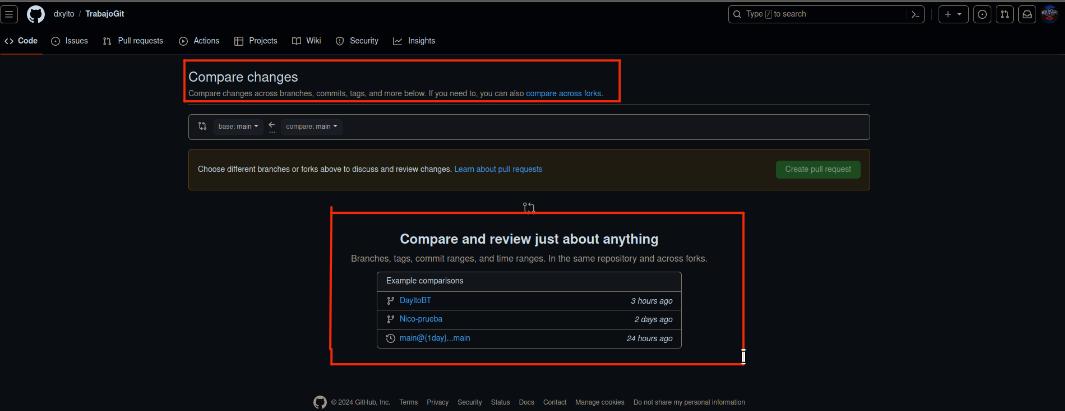 dxyito / TrabajoGit
Type / to search
Code Issues Pull requests Actions Projects Wiki Security Insights
Compare changes
Compare changes across branches, commits, tags, and more below. If you need to, you can also compare across forks.
base: main compare: main
...
Choose different branches or forks above to discuss and review changes. Learn about pull requests
Create pull request
Compare and review just about anything
Branches, tags, commit ranges, and time ranges. In the same repository and across forks.
Example comparisons
DayitoBT 3 hours ago
Nico-prueba 2 days ago
main@{1day}...main 24 hours ago
© 2024 GitHub, Inc. Terms Privacy Security Status Docs Contact Manage cookies Do not share my personal information